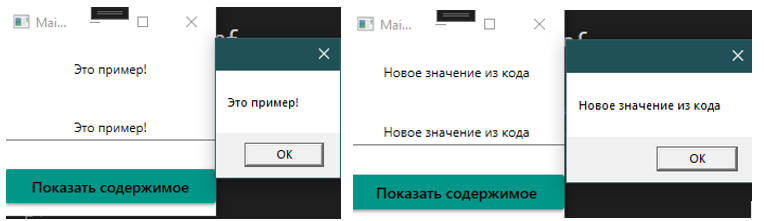 Mai...
Это пример!
Это пример!
Это пример!
OK
Показать содержимое
Mai...
Новое значение из кода
Новое значение из кода
Новое значение из кода
OK
Показать содержимое